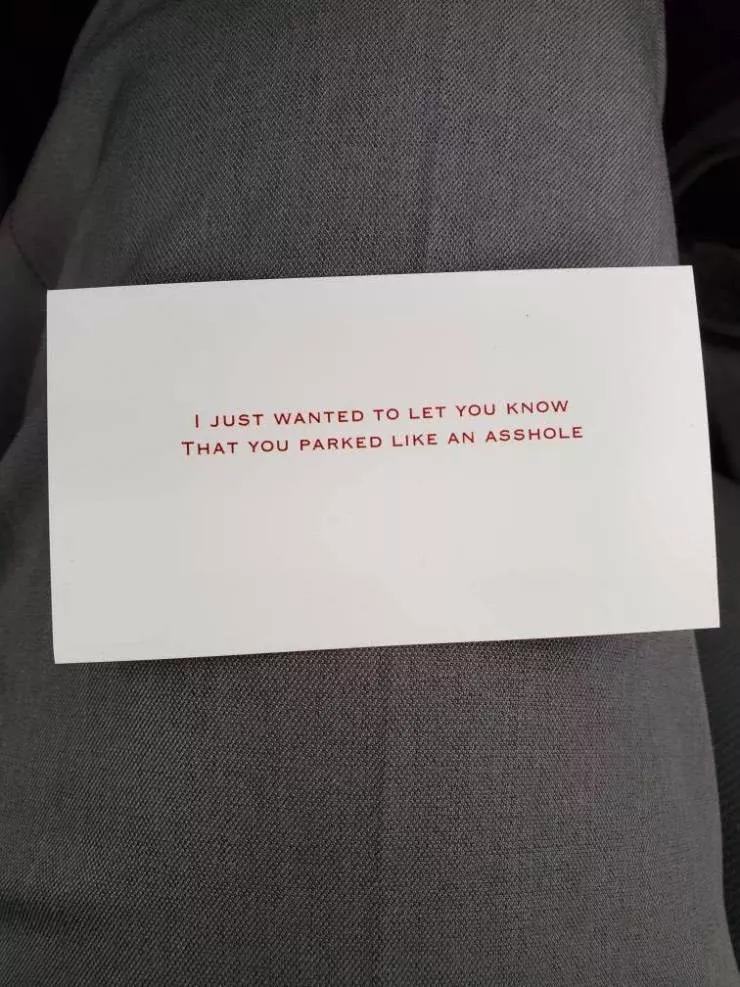 I JUST WANTED TO LET YOU KNOW
THAT YOU PARKED LIKE AN ASSHOLE